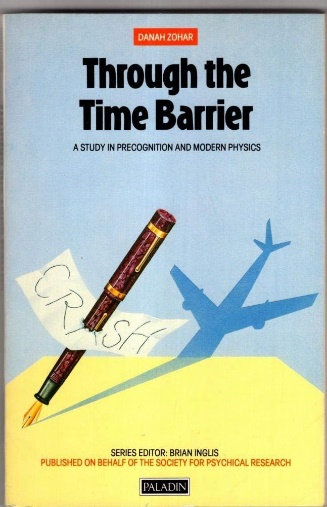 DANAH ZOHAR
Through the
Time Barrier
A STUDY IN PRECOGNITION AND MODERN PHYSICS
CRASH
SERIES EDITOR: BRIAN INGLIS
PUBLISHED ON BEHALF OF THE SOCIETY FOR PSYCHICAL RESEARCH
PALADIN